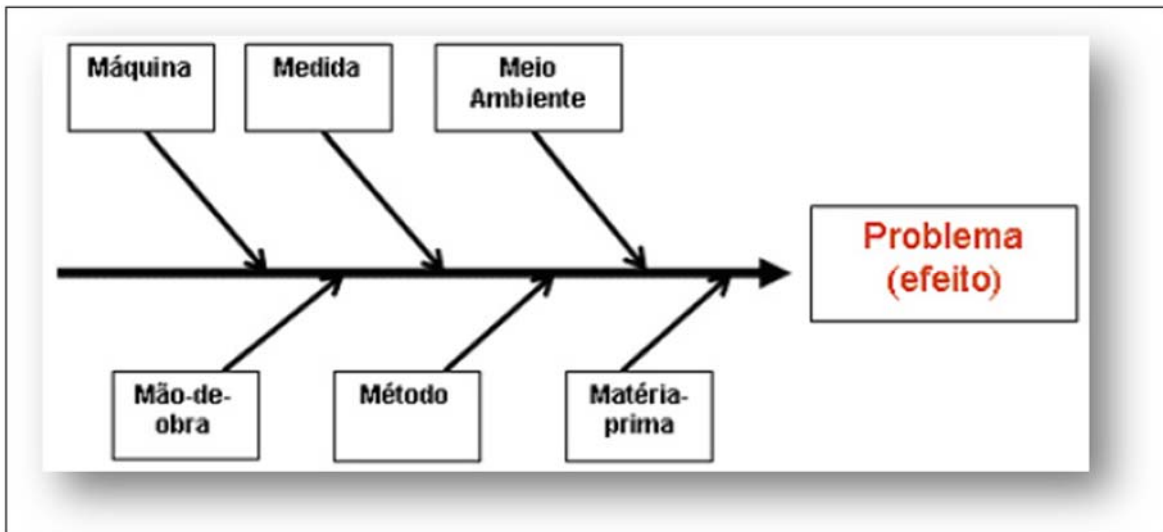 Máquina
Medida
Meio
Ambiente
Problema
(efeito)
Mão-de-
obra
Método
Matéria-
prima